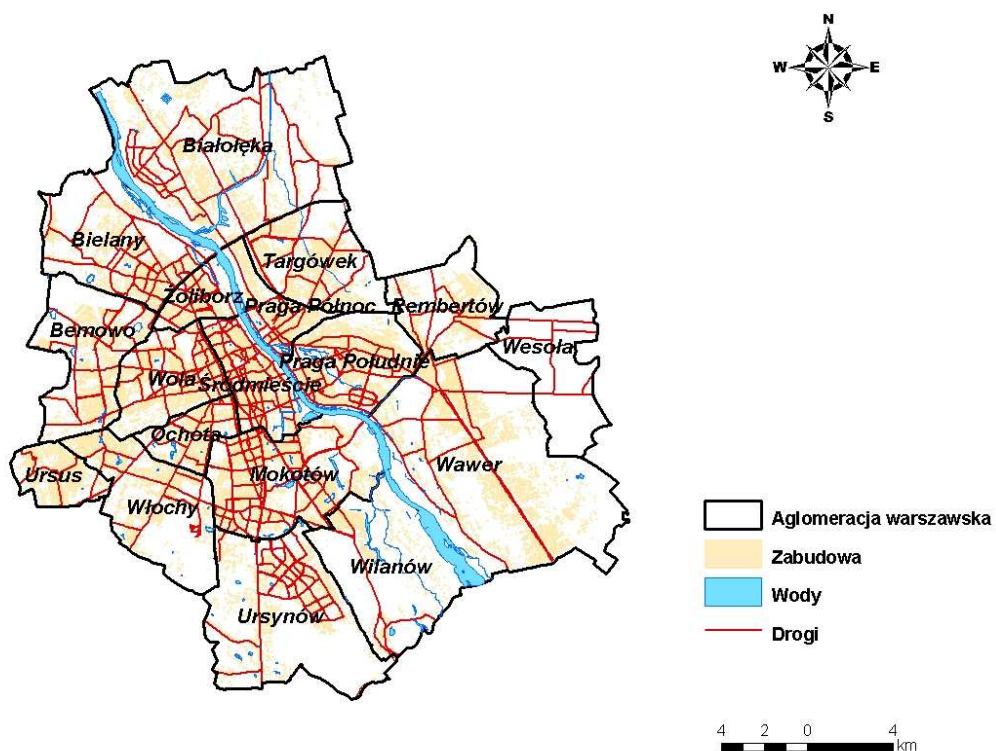 N
W E
S
Białołęka
Bielany
Targówek
Żoliborz
Praga Północ
Rembertów
Bemowo
Wesoła
Praga Południe
Wola
Śródmieście
Ochota
Ursus
Mokotów
Wawer
Włochy
Wilanów
Ursynów
Aglomeracja warszawska
Zabudowa
Wody
Drogi
4 2 0 4
km